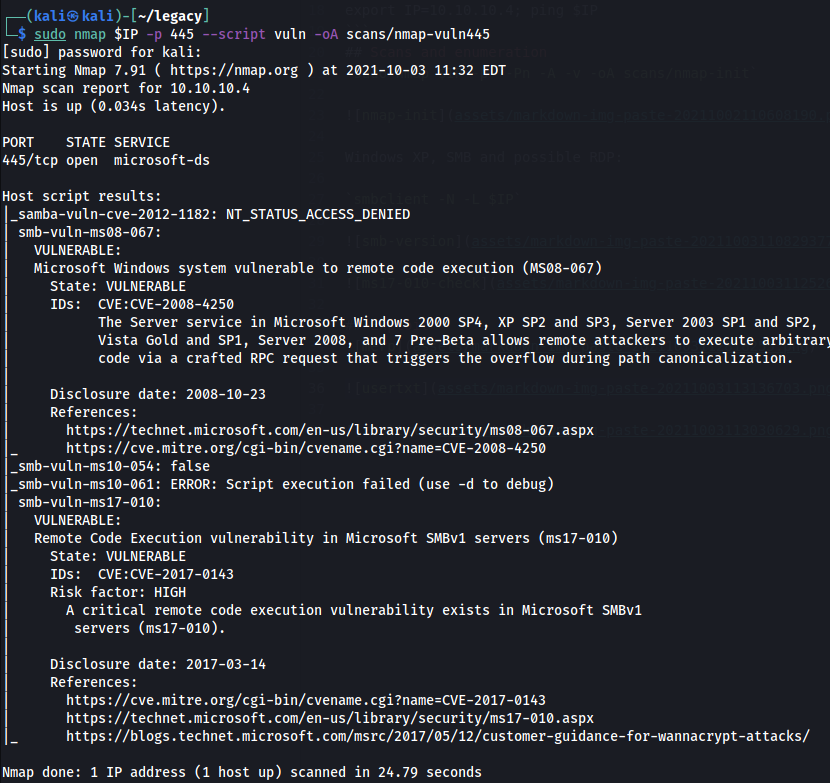 (kali㉿kali)-[~/legacy]
$ sudo nmap $IP -p 445 --script vuln -oA scans/nmap-vuln445
[sudo] password for kali:
Starting Nmap 7.91 ( https://nmap.org ) at 2021-10-03 11:32 EDT
Nmap scan report for 10.10.10.4
Host is up (0.034s latency).
PORT    STATE SERVICE
445/tcp open  microsoft-ds
Host script results:
|_samba-vuln-cve-2012-1182: NT_STATUS_ACCESS_DENIED
| smb-vuln-ms08-067:
|   VULNERABLE:
|   Microsoft Windows system vulnerable to remote code execution (MS08-067)
|     State: VULNERABLE
|     IDs:  CVE:CVE-2008-4250
|           The Server service in Microsoft Windows 2000 SP4, XP SP2 and SP3, Server 2003 SP1 and SP2,
|           Vista Gold and SP1, Server 2008, and 7 Pre-Beta allows remote attackers to execute arbitrary
|           code via a crafted RPC request that triggers the overflow during path canonicalization.
|
|     Disclosure date: 2008-10-23
|     References:
|       https://technet.microsoft.com/en-us/library/security/ms08-067.aspx
|_      https://cve.mitre.org/cgi-bin/cvename.cgi?name=CVE-2008-4250
|_smb-vuln-ms10-054: false
|_smb-vuln-ms10-061: ERROR: Script execution failed (use -d to debug)
| smb-vuln-ms17-010:
|   VULNERABLE:
|   Remote Code Execution vulnerability in Microsoft SMBv1 servers (ms17-010)
|     State: VULNERABLE
|     IDs:  CVE:CVE-2017-0143
|     Risk factor: HIGH
|       A critical remote code execution vulnerability exists in Microsoft SMBv1
|        servers (ms17-010).
|
|     Disclosure date: 2017-03-14
|     References:
|       https://cve.mitre.org/cgi-bin/cvename.cgi?name=CVE-2017-0143
|       https://technet.microsoft.com/en-us/library/security/ms17-010.aspx
|_      https://blogs.technet.microsoft.com/msrc/2017/05/12/customer-guidance-for-wannacrypt-attacks/
Nmap done: 1 IP address (1 host up) scanned in 24.79 seconds